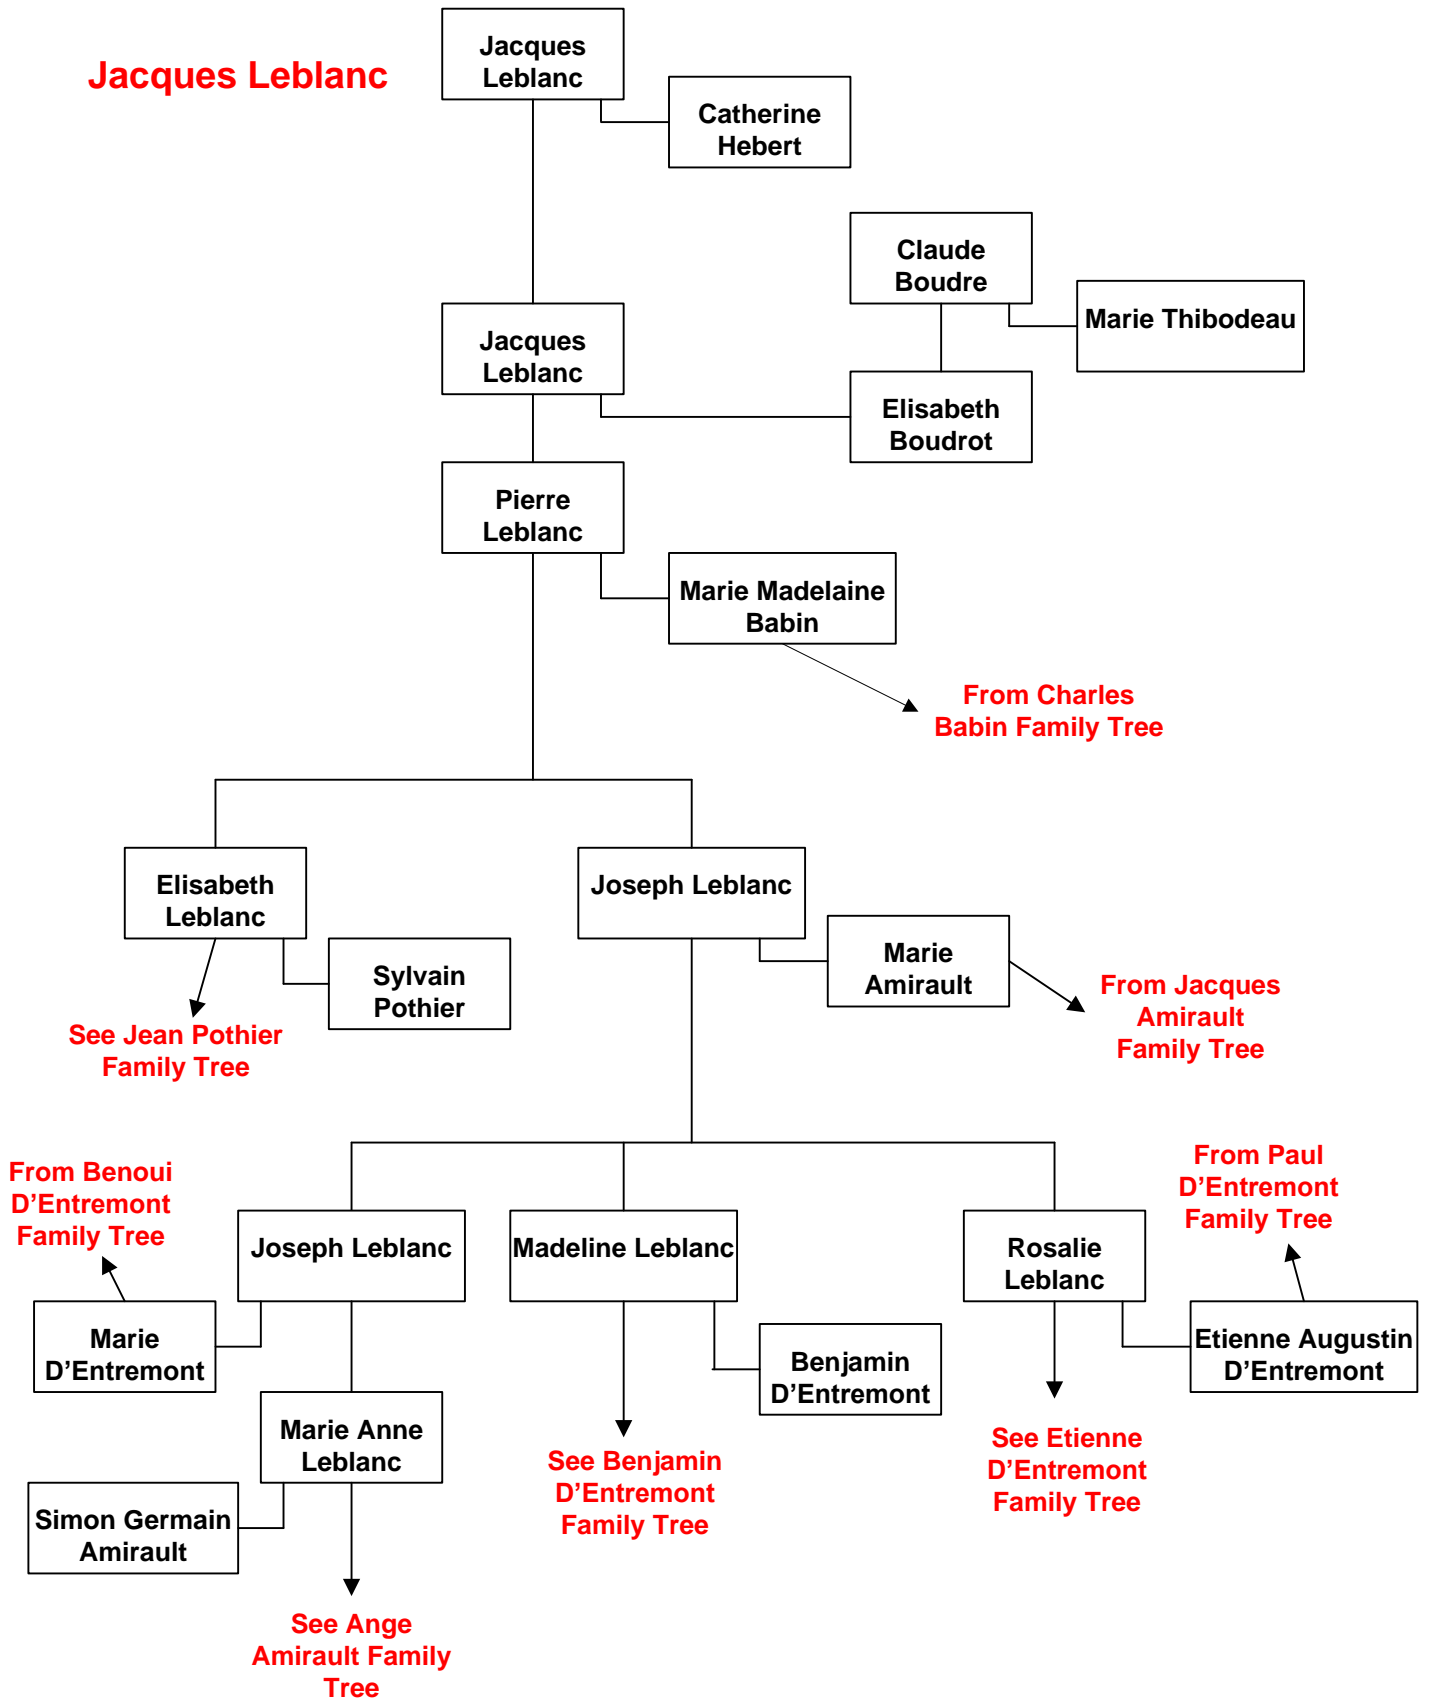 Jacques Leblanc
Jacques
Leblanc
Catherine
Hebert
Claude
Boudre
Marie Thibodeau
Jacques
Leblanc
Elisabeth
Boudrot
Pierre
Leblanc
Marie Madelaine
Babin
From Charles
Babin Family Tree
Elisabeth
Leblanc
Joseph Leblanc
Sylvain
Pothier
Marie
Amirault
See Jean Pothier
Family Tree
From Jacques
Amirault
Family Tree
From Benoui
D'Entremont
Family Tree
From Paul
D'Entremont
Family Tree
Joseph Leblanc
Madeline Leblanc
Rosalie
Leblanc
Marie
D'Entremont
Benjamin
D'Entremont
Etienne Augustin
D'Entremont
Marie Anne
Leblanc
See Benjamin
D'Entremont
Family Tree
See Etienne
D'Entremont
Family Tree
Simon Germain
Amirault
See Ange
Amirault Family
Tree